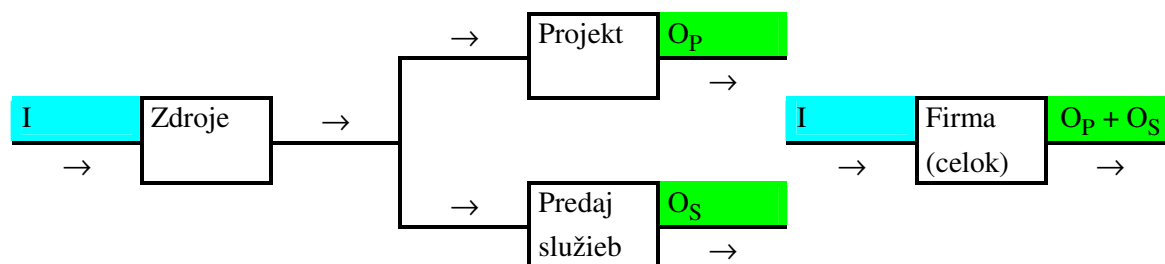 → Projekt O_P
→
I Zdroje → I Firma O_P + O_S
→ → (celok) →
→ Predaj O_S
služieb →